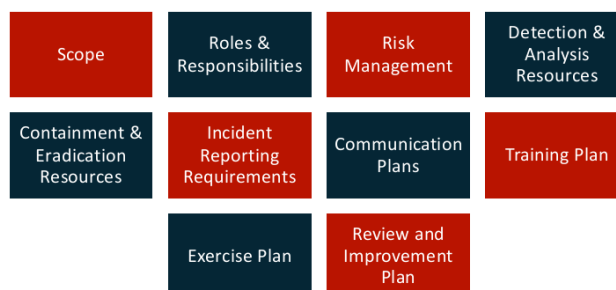 Scope
Roles &
Responsibilities
Risk
Management
Detection &
Analysis
Resources
Containment &
Eradication
Resources
Incident
Reporting
Requirements
Communication
Plans
Training Plan
Exercise Plan
Review and
Improvement
Plan